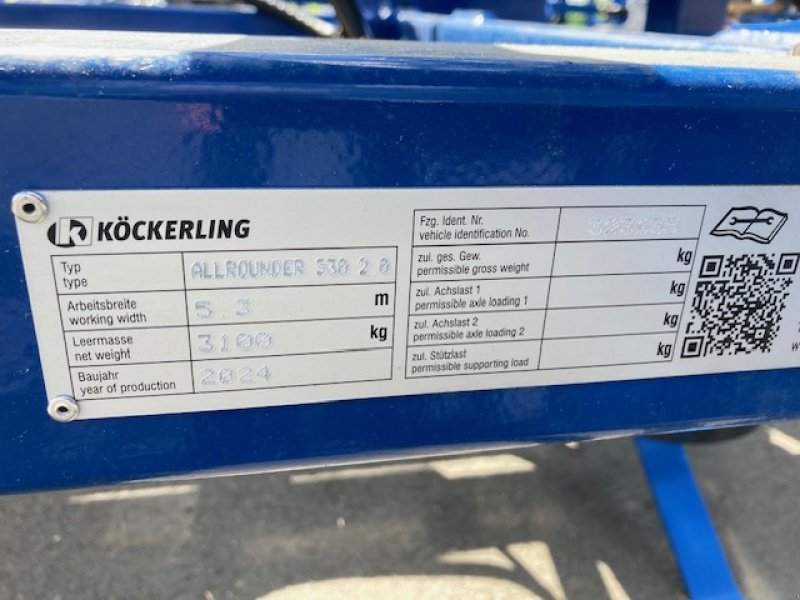 KÖCKERLING
Typ
type
ALLROUNDER 530 2.0
Arbeitsbreite
working width
5.3 m
Leermasse
net weight
3100 kg
Baujahr
year of production
2024
Fzg. Ident. Nr.
vehicle identification No.
zul. ges. Gew.
permissible gross weight
kg
zul. Achslast 1
permissible axle loading 1
kg
zul. Achslast 2
permissible axle loading 2
kg
zul. Stützlast
permissible supporting load
kg